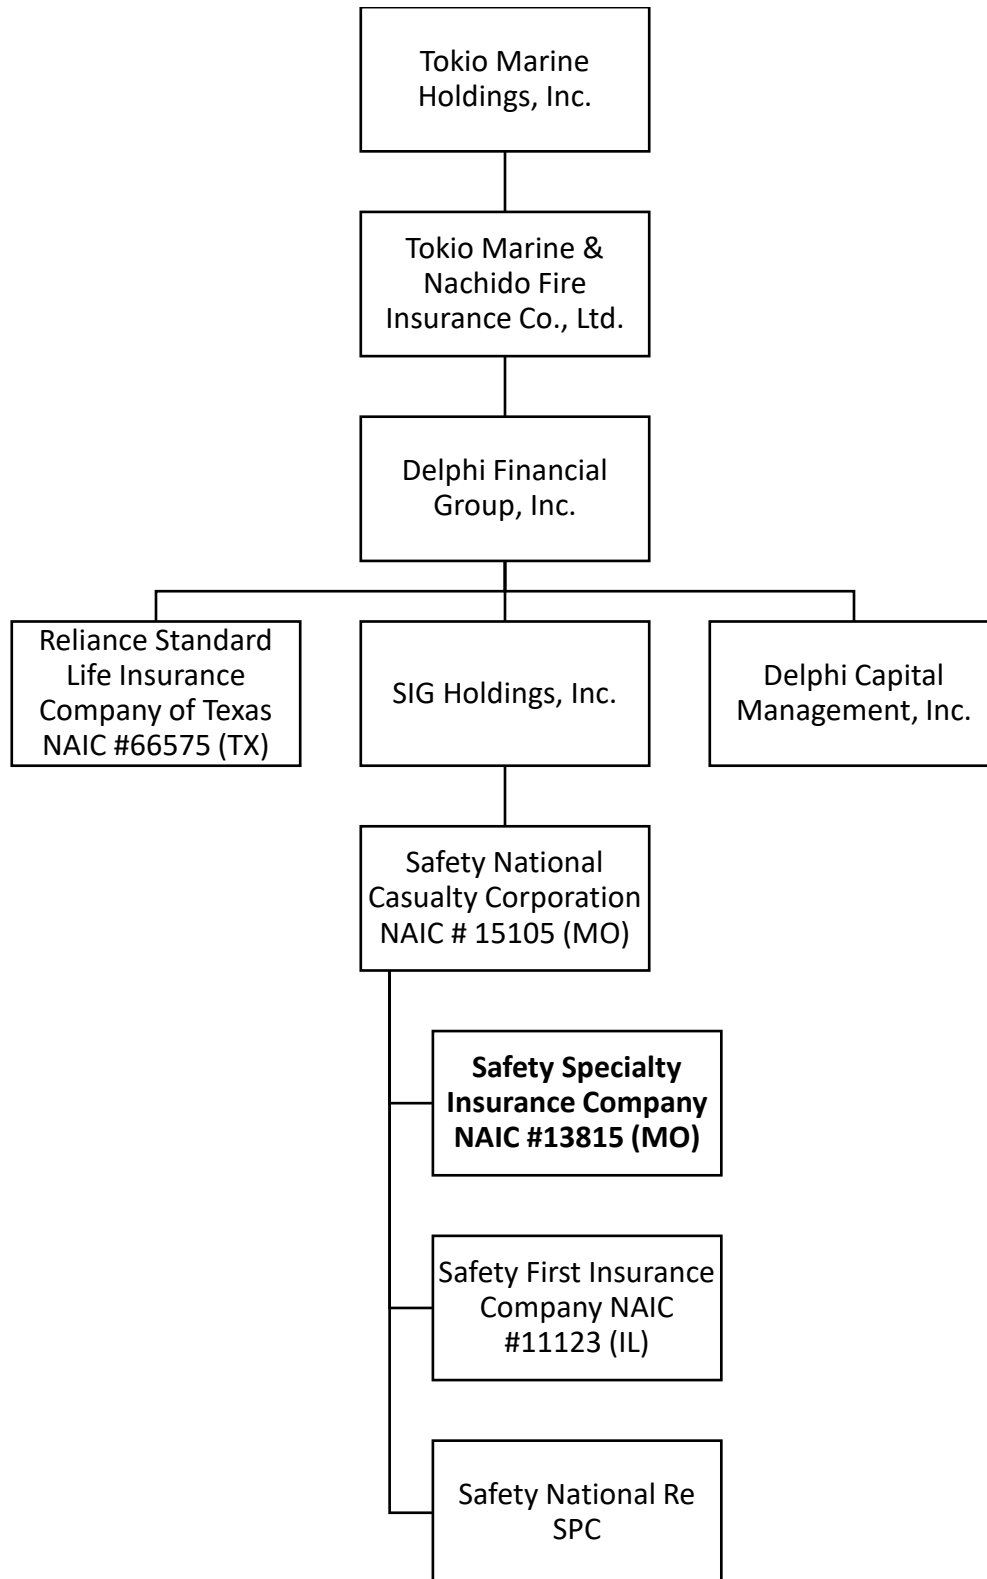 Tokio Marine
Holdings, Inc.
Tokio Marine &
Nachido Fire
Insurance Co., Ltd.
Delphi Financial
Group, Inc.
Reliance Standard
Life Insurance
Company of Texas
NAIC #66575 (TX)
SIG Holdings, Inc.
Delphi Capital
Management, Inc.
Safety National
Casualty Corporation
NAIC # 15105 (MO)
Safety Specialty
Insurance Company
NAIC #13815 (MO)
Safety First Insurance
Company NAIC
#11123 (IL)
Safety National Re
SPC